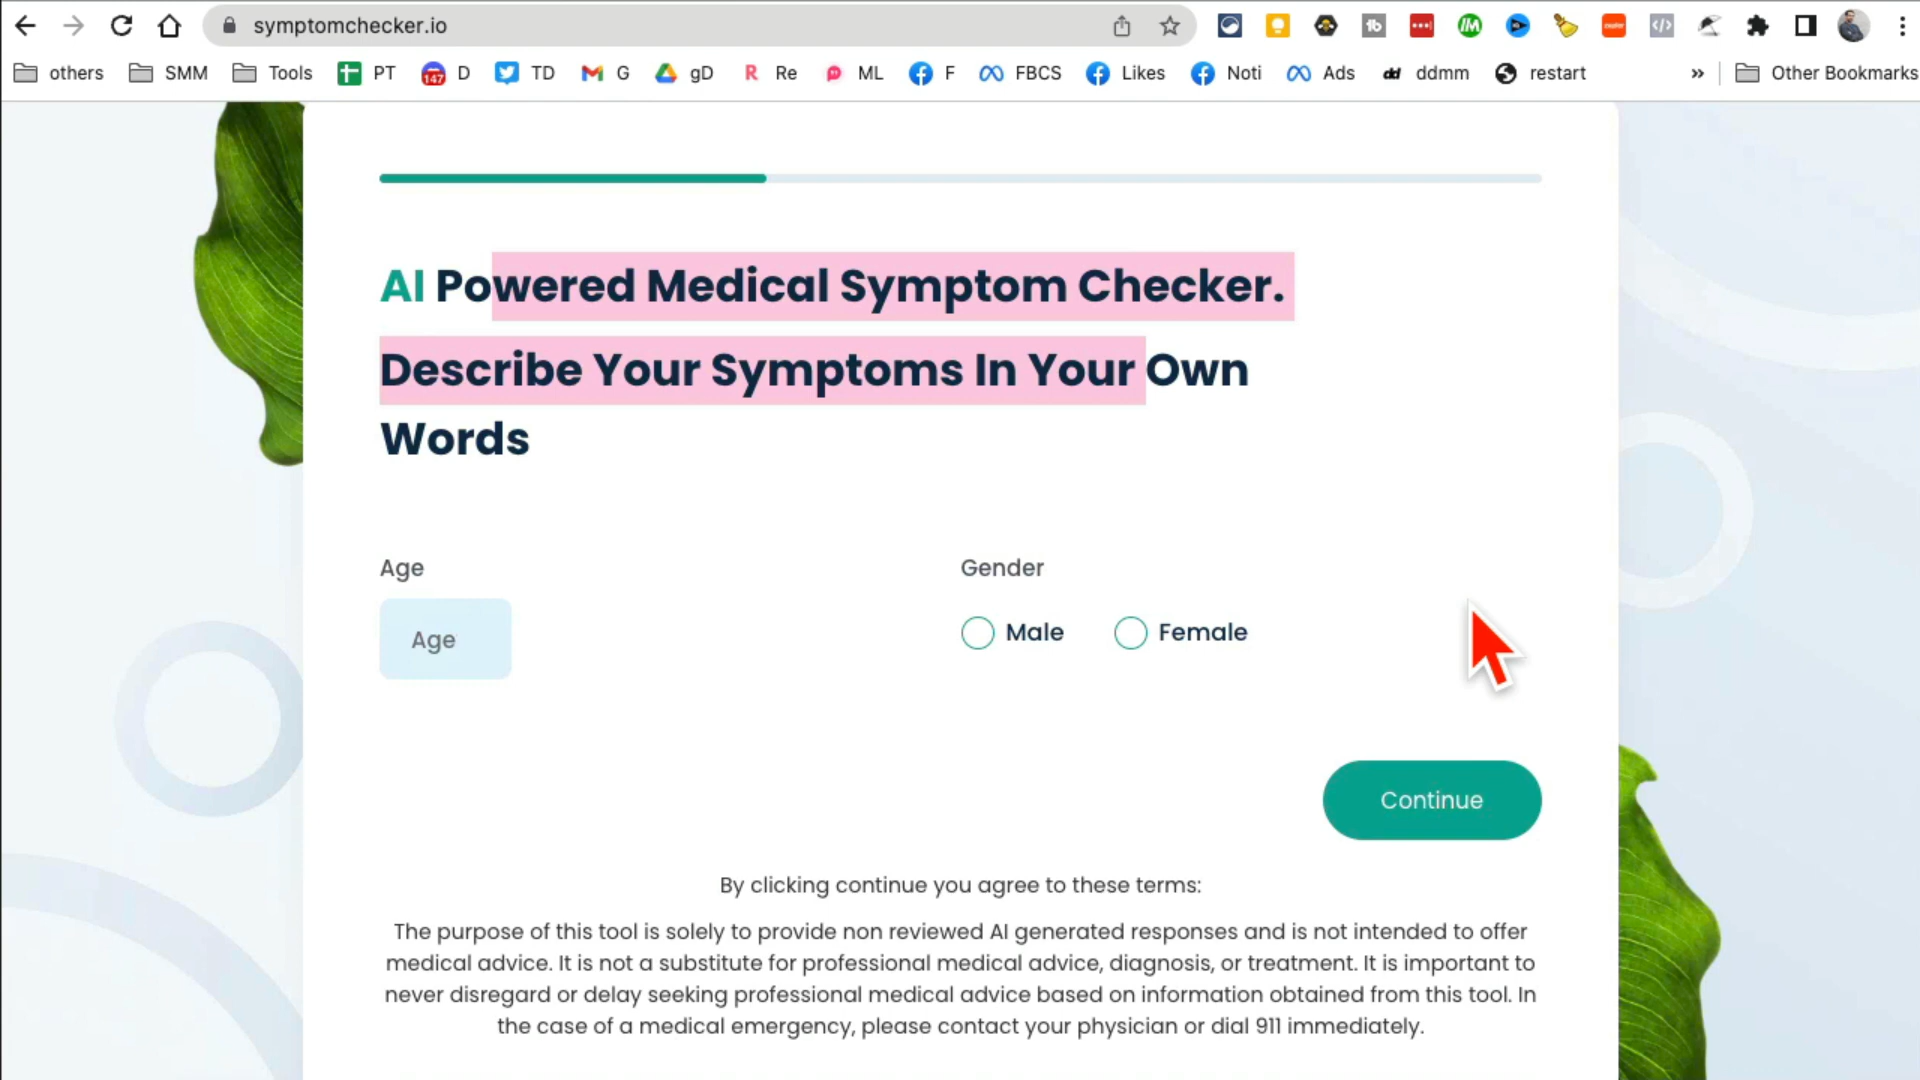 symptomchecker.io
others SMM Tools PT 147 D TD G gD R Re ML F FBCS Likes Noti Ads dd ddmm restart » Other Bookmarks
AI Powered Medical Symptom Checker.
Describe Your Symptoms In Your Own
Words
Age Gender
Age Male Female
Continue
By clicking continue you agree to these terms:
The purpose of this tool is solely to provide non reviewed AI generated responses and is not intended to offer
medical advice. It is not a substitute for professional medical advice, diagnosis, or treatment. It is important to
never disregard or delay seeking professional medical advice based on information obtained from this tool. In
the case of a medical emergency, please contact your physician or dial 911 immediately.